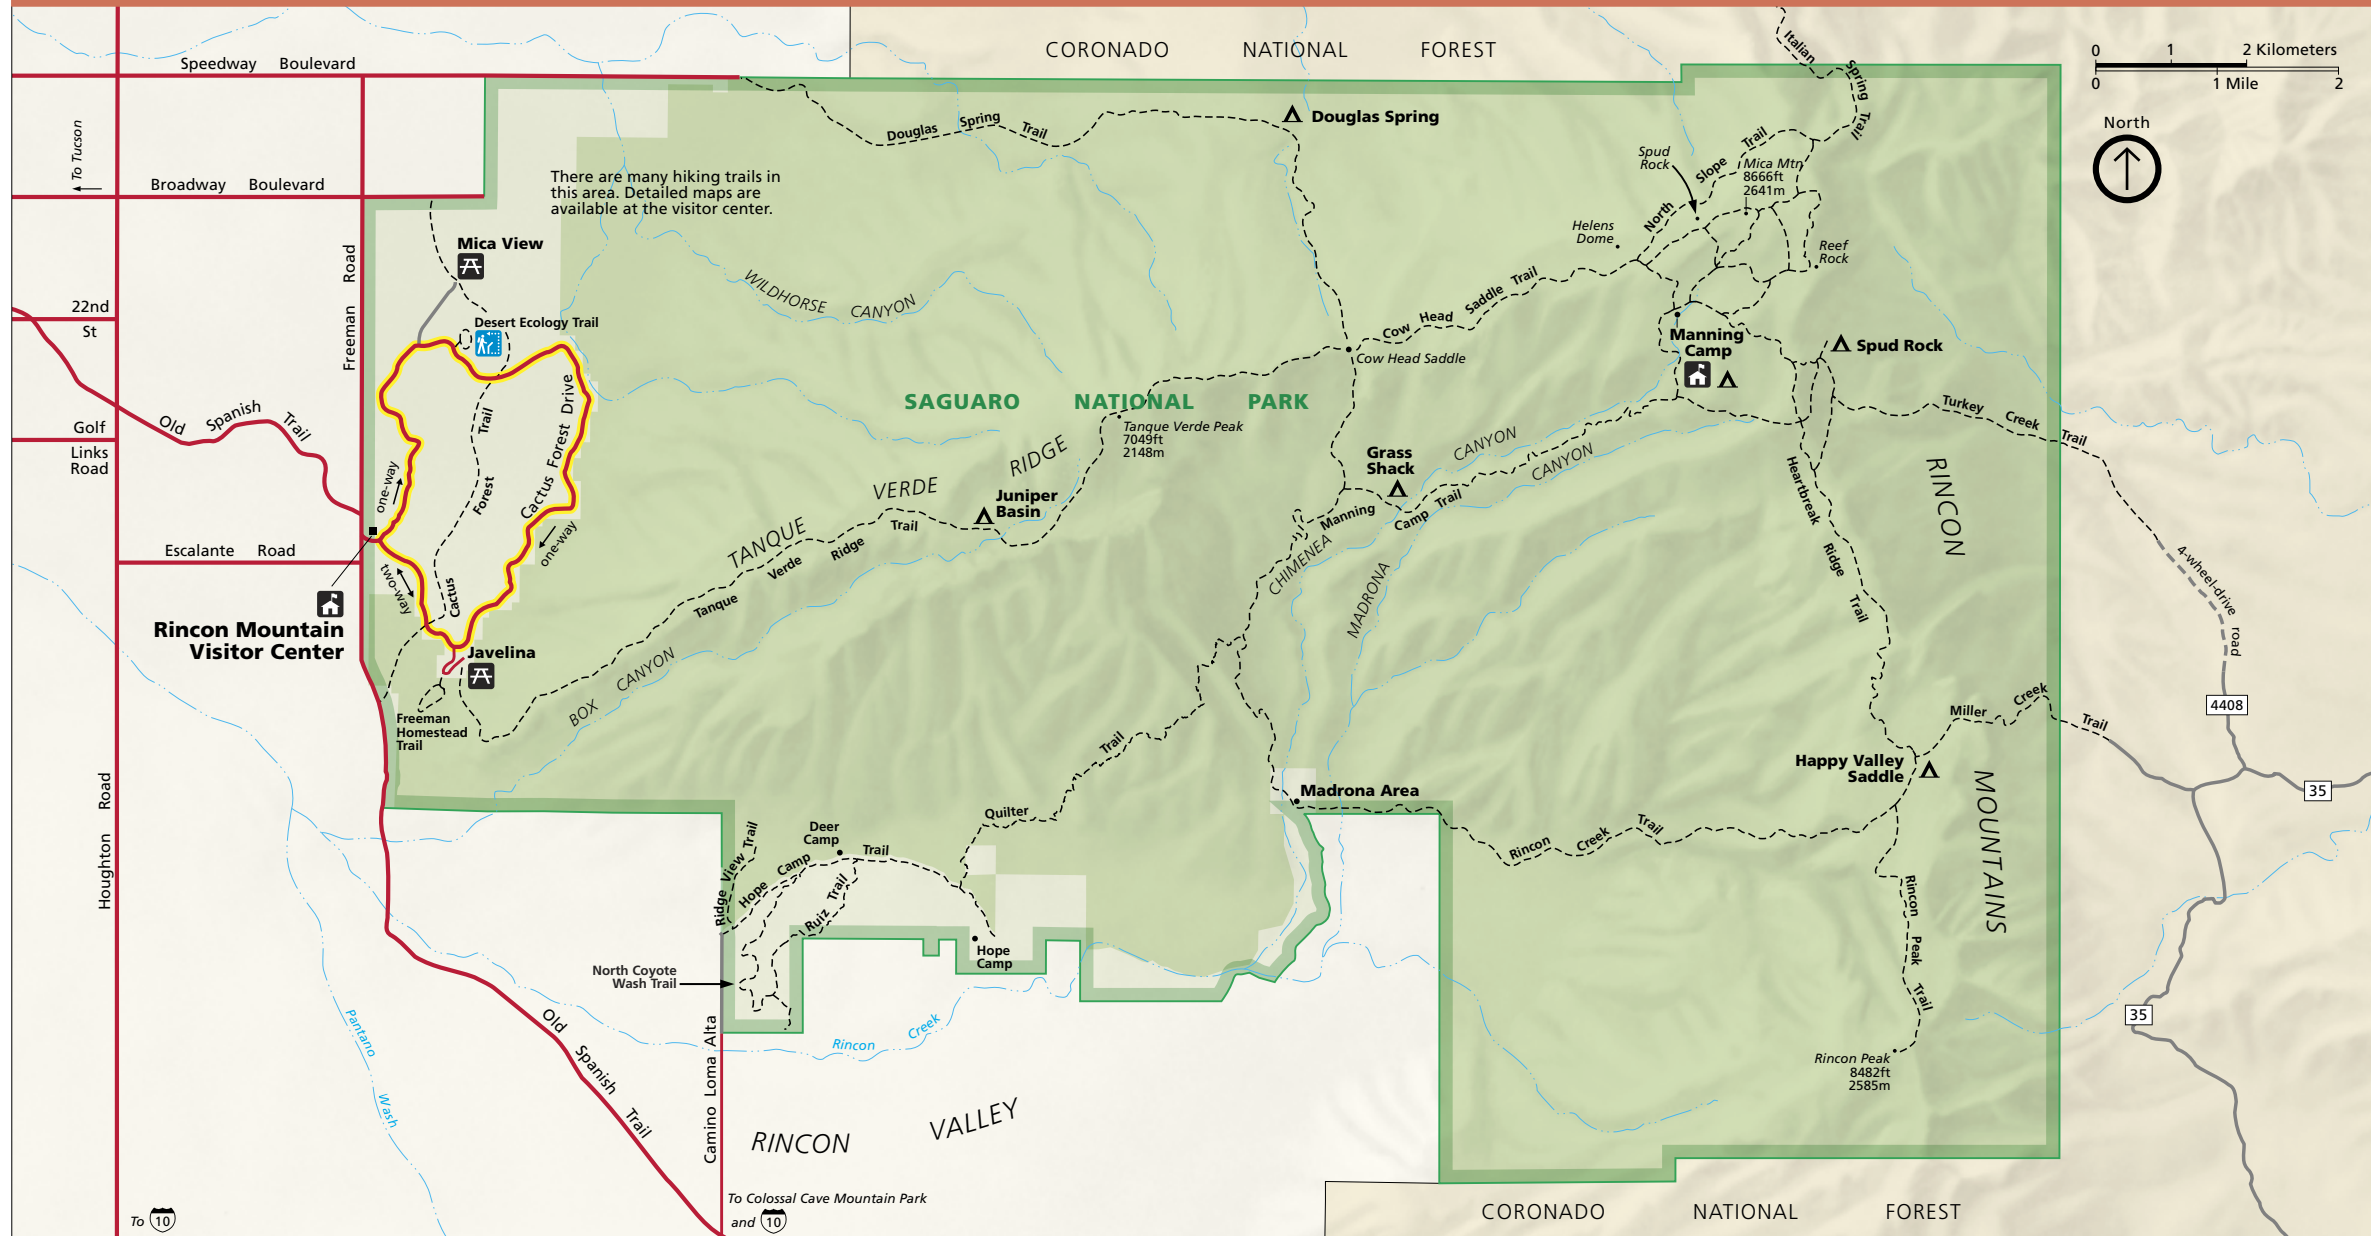 CORONADO NATIONAL FOREST
0 1 2 Kilometers
0 1 Mile 2
North
Speedway Boulevard
To Tucson
Broadway Boulevard
Freeman Road
22nd
St
Old Spanish Trail
Golf
Links
Road
Escalante Road
Houghton Road
There are many hiking trails in
this area. Detailed maps are
available at the visitor center.
Mica View
Desert Ecology Trail
Cactus Forest Drive
Cactus Forest Trail
one-way
one-way
two-way
Rincon Mountain
Visitor Center
Javelina
Freeman
Homestead
Trail
Douglas Spring Trail
Douglas Spring
WILDHORSE CANYON
SAGUARO NATIONAL PARK
Tanque Verde Peak
7049ft
2148m
TANQUE VERDE RIDGE
Juniper
Basin
Tanque Verde Ridge Trail
BOX CANYON
Cow Head Saddle
Cow Head Saddle Trail
Helens
Dome
Spud
Rock
North Slope Trail
Mica Mtn
8666ft
2641m
Italian Spring Trail
Reef
Rock
Manning
Camp
Spud Rock
Turkey Creek Trail
Grass
Shack
Manning Camp Trail
CHIMENEA CANYON
MADRONA CANYON
Heartbreak Ridge Trail
RINCON MOUNTAINS
4-wheel-drive road
4408
35
35
Miller Creek Trail
Happy Valley
Saddle
Madrona Area
Rincon Creek Trail
Rincon Peak Trail
Rincon Peak
8482ft
2585m
Quilter Trail
Deer
Camp
Hope Camp Trail
Ridge View Trail
Ruiz Trail
Hope
Camp
North Coyote
Wash Trail
Rincon Creek
Pantano Wash
Old Spanish Trail
Camino Loma Alta
RINCON VALLEY
To Colossal Cave Mountain Park
and 10
To 10
CORONADO NATIONAL FOREST